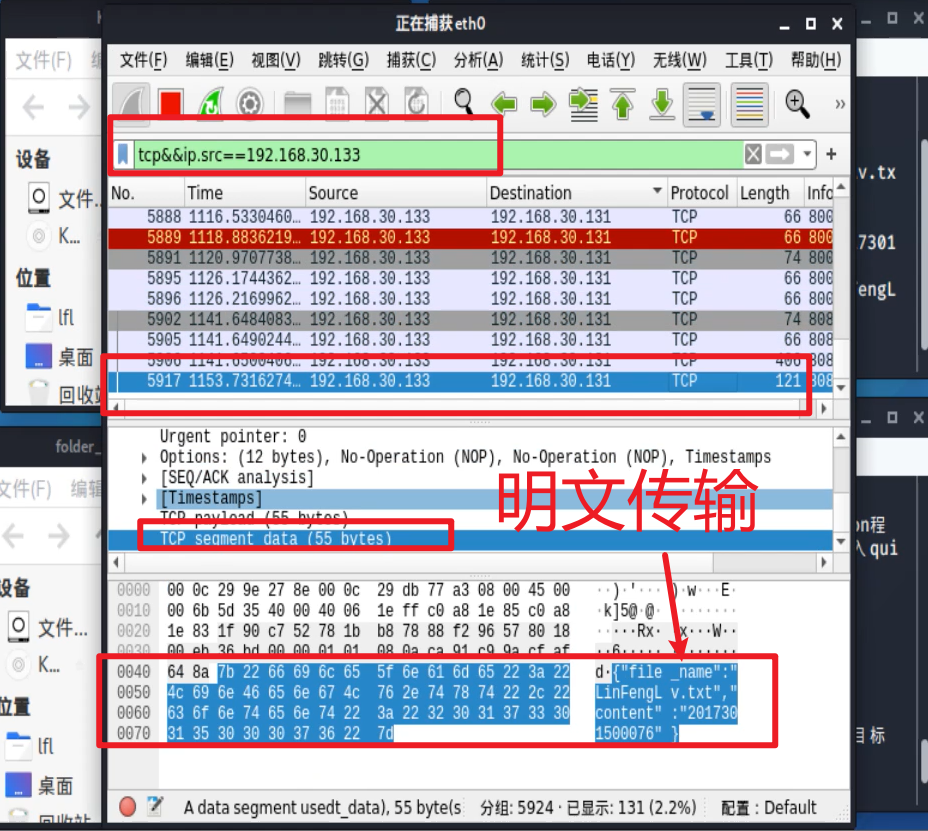 正在捕获eth0
文件(F) 编辑(E) 视图(V) 跳转(G) 捕获(C) 分析(A) 统计(S) 电话(Y) 无线(W) 工具(T) 帮助(H)
tcp&&ip.src==192.168.30.133
No. Time Source Destination Protocol Length Info
5888 1116.5330460… 192.168.30.133 192.168.30.131 TCP 66 800
5889 1118.8836219… 192.168.30.133 192.168.30.131 TCP 66 800
5891 1120.9707738… 192.168.30.133 192.168.30.131 TCP 74 800
5895 1126.1744362… 192.168.30.133 192.168.30.131 TCP 66 800
5896 1126.2169962… 192.168.30.133 192.168.30.131 TCP 66 800
5902 1141.6484083… 192.168.30.133 192.168.30.131 TCP 74 808
5905 1141.6490244… 192.168.30.133 192.168.30.131 TCP 66 808
5906 1141.6500406… 192.168.30.133 192.168.30.131 TCP 406 808
5917 1153.7316274… 192.168.30.133 192.168.30.131 TCP 121 808
Urgent pointer: 0
Options: (12 bytes), No-Operation (NOP), No-Operation (NOP), Timestamps
[SEQ/ACK analysis]
[Timestamps]
TCP payload (55 bytes)
TCP segment data (55 bytes)
明文传输
0000 00 0c 29 9e 27 8e 00 0c 29 db 77 a3 08 00 45 00 ··)·'··· )·w···E·
0010 00 6b 5d 35 40 00 40 06 1e ff c0 a8 1e 85 c0 a8 ·k]5@·@· ········
0020 1e 83 1f 90 c7 52 78 1b b8 78 88 f2 96 57 80 18 ·····Rx· ·x···W··
0030 00 eb 36 bd 00 00 01 01 08 0a ca 91 c9 9a cf af ··6····· ········
0040 64 8a 7b 22 66 69 6c 65 5f 6e 61 6d 65 22 3a 22 d·{"file _name":"
0050 4c 69 6e 46 65 6e 67 4c 76 2e 74 78 74 22 2c 22 LinFengL v.txt","
0060 63 6f 6e 74 65 6e 74 22 3a 22 32 30 31 37 33 30 content" :"201730
0070 31 35 30 30 30 37 36 22 7d 1500076" }
A data segment usedt_data), 55 byte(s 分组: 5924 · 已显示: 131 (2.2%) 配置：Default
文件(F) 编
设备
文件…
K…
位置
lfl
桌面
回收站
folder_
文件(F) 编辑
设备
文件…
K…
位置
lfl
桌面
回收站
v.tx
7301
engL
on程
入 qui
目标